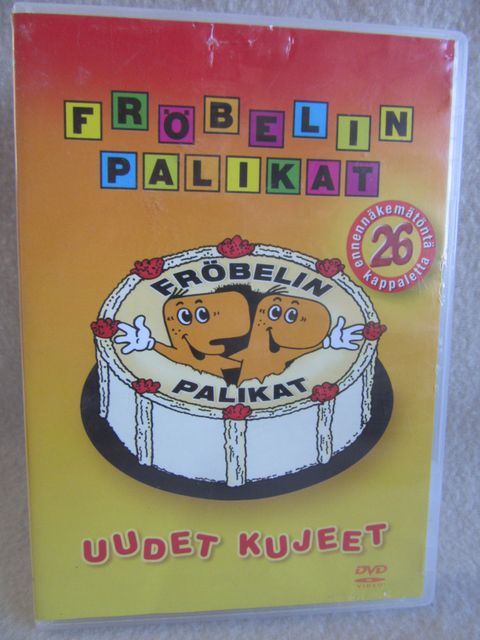 FRÖBELIN
PALIKAT
ennennäkemätöntä
26
kappaletta
FRÖBELIN
PALIKAT
UUDET KUJEET
DVD
VIDEO